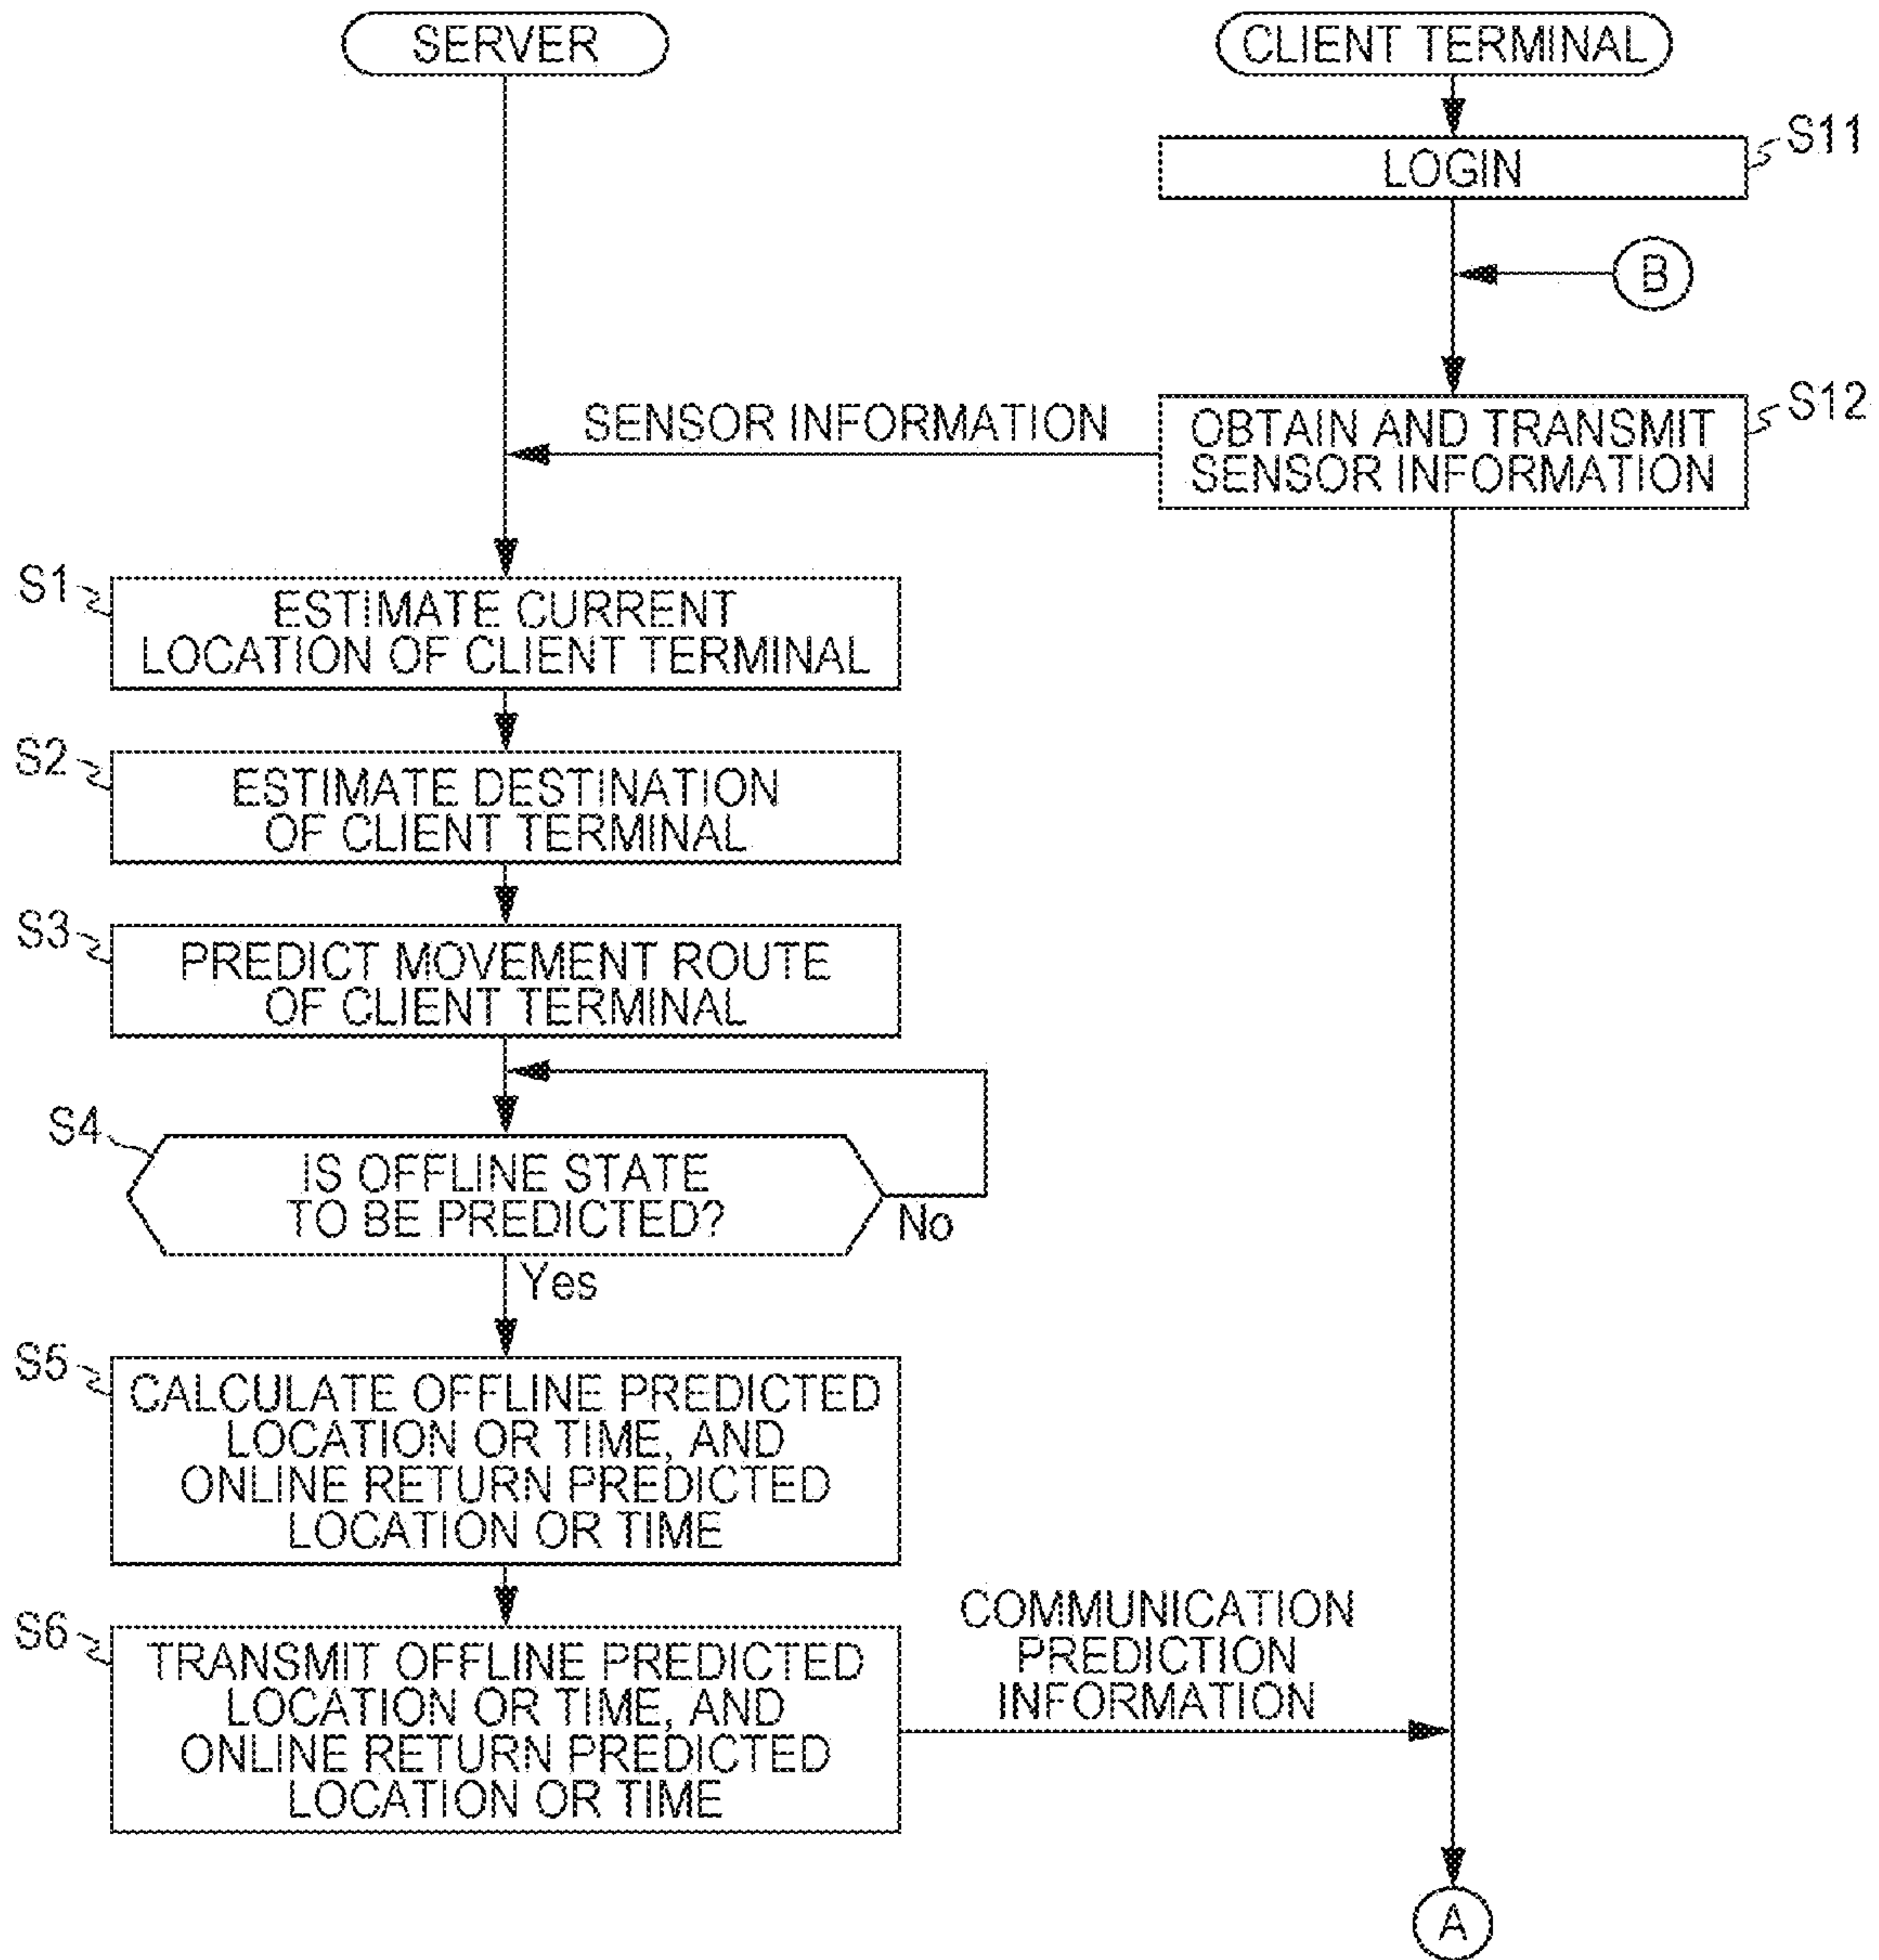 SERVER
CLIENT TERMINAL
LOGIN
S11
B
SENSOR INFORMATION
OBTAIN AND TRANSMIT
SENSOR INFORMATION
S12
S1
ESTIMATE CURRENT
LOCATION OF CLIENT TERMINAL
S2
ESTIMATE DESTINATION
OF CLIENT TERMINAL
S3
PREDICT MOVEMENT ROUTE
OF CLIENT TERMINAL
S4
IS OFFLINE STATE
TO BE PREDICTED?
No
Yes
S5
CALCULATE OFFLINE PREDICTED
LOCATION OR TIME, AND
ONLINE RETURN PREDICTED
LOCATION OR TIME
S6
TRANSMIT OFFLINE PREDICTED
LOCATION OR TIME, AND
ONLINE RETURN PREDICTED
LOCATION OR TIME
COMMUNICATION
PREDICTION
INFORMATION
A